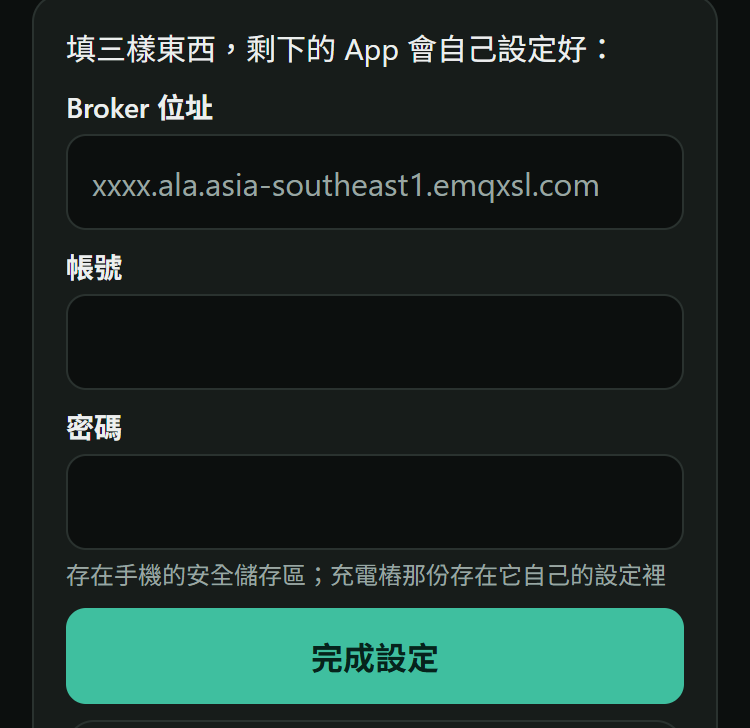 填三樣東西，剩下的 App 會自己設定好：
Broker 位址
xxxx.ala.asia-southeast1.emqxsl.com
帳號
密碼
存在手機的安全儲存區；充電樁那份存在它自己的設定裡
完成設定